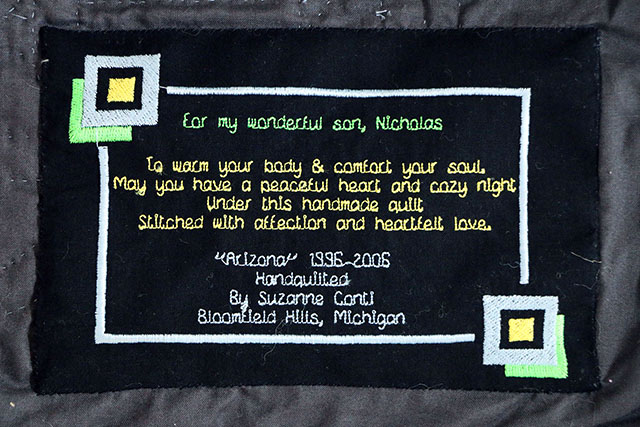 For my wonderful son, Nicholas
To warm your body & comfort your soul.
May you have a peaceful heart and cozy night
Under this handmade quilt
Stitched with affection and heartfelt love.
"Arizona" 1996-2006
Handquilted
By Suzanne Conti
Bloomfield Hills, Michigan